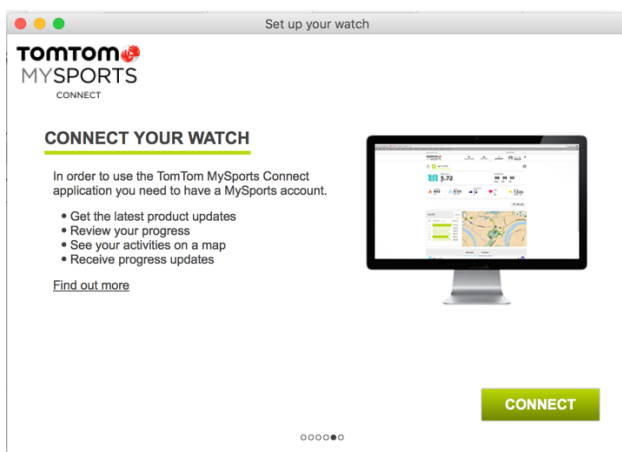 Set up your watch
TOMTOM
MYSPORTS
CONNECT
CONNECT YOUR WATCH
In order to use the TomTom MySports Connect
application you need to have a MySports account.
• Get the latest product updates
• Review your progress
• See your activities on a map
• Receive progress updates
Find out more
5.72
CONNECT